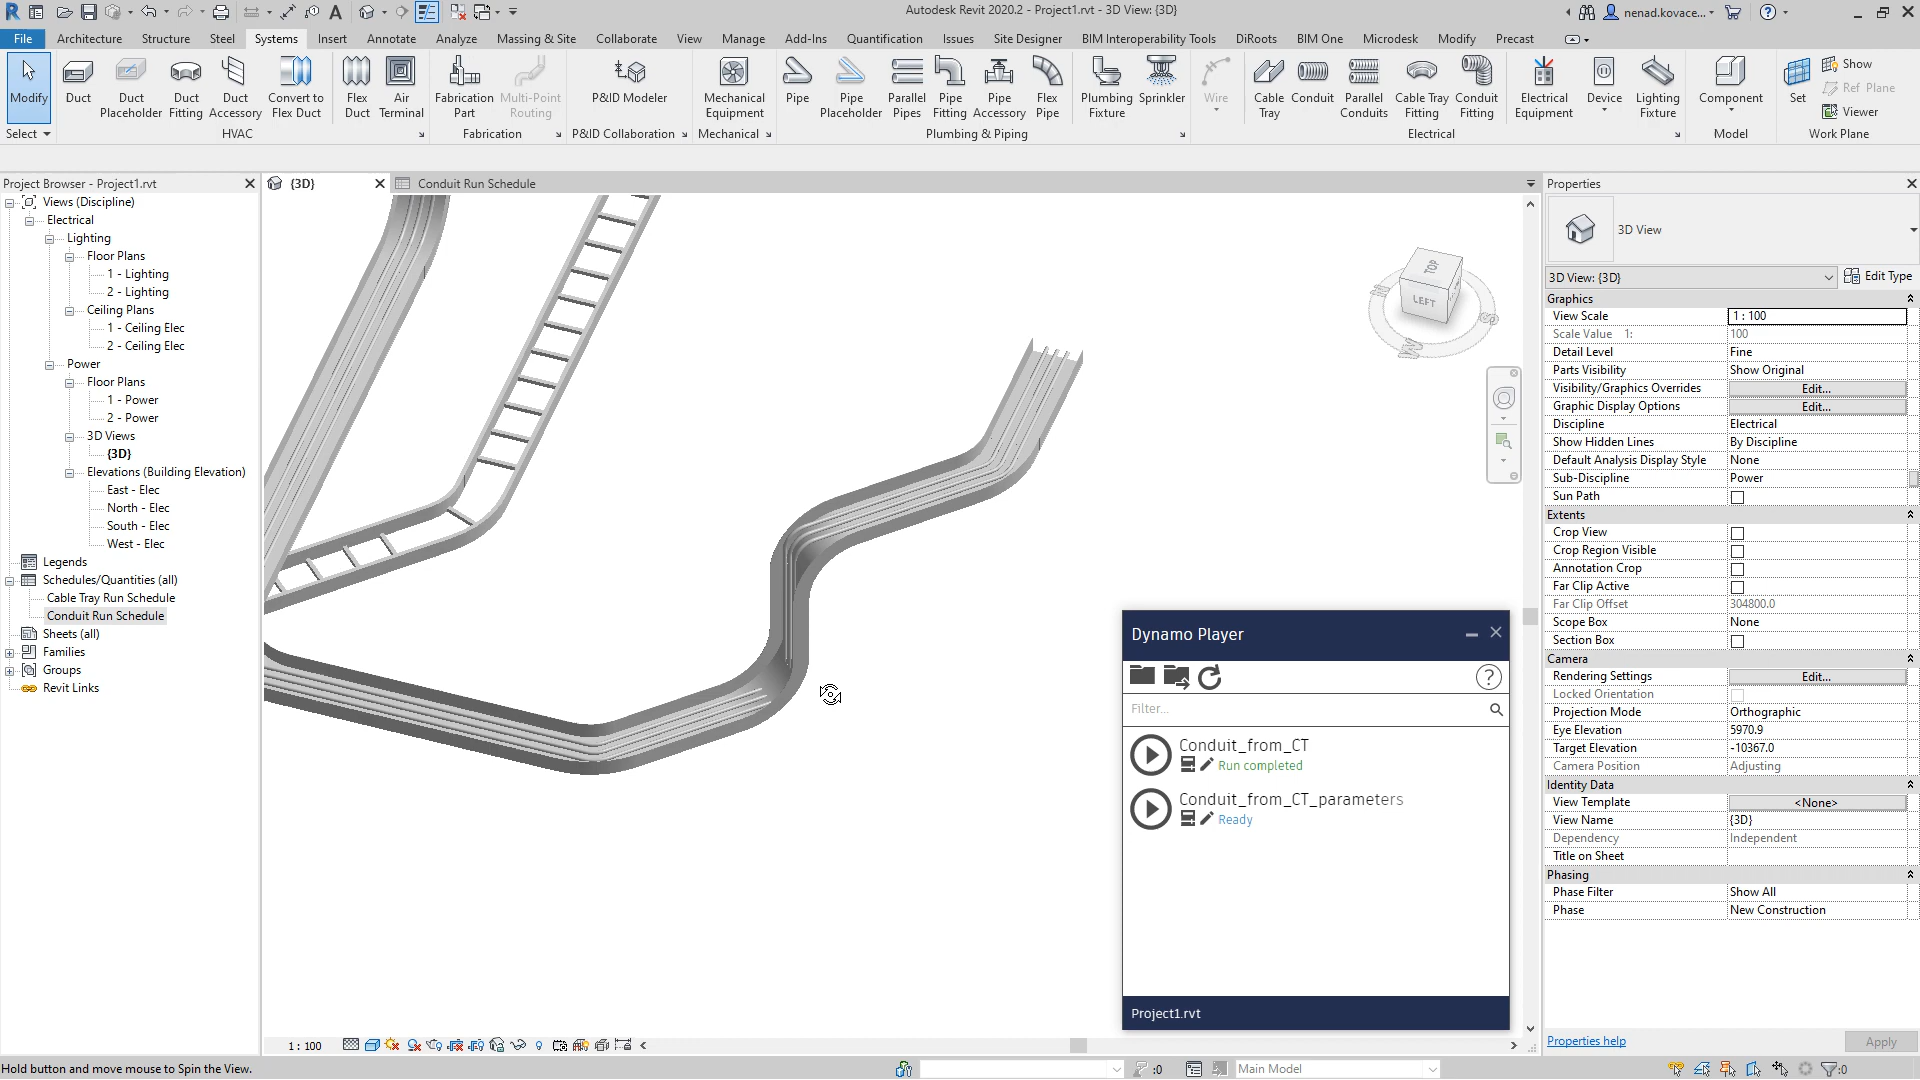 Autodesk Revit 2020.2 - Project1.rvt - 3D View: {3D}
nenad.kovace...
File Architecture Structure Steel Systems Insert Annotate Analyze Massing & Site Collaborate View Manage Add-Ins Quantification Issues Site Designer BIM Interoperability Tools DiRoots BIM One Microdesk Modify Precast
Modify
Duct
Duct Placeholder
Duct Fitting
Duct Accessory
Convert to Flex Duct
Flex Duct
Air Terminal
Fabrication Part
Multi-Point Routing
P&ID Modeler
Mechanical Equipment
Pipe
Pipe Placeholder
Parallel Pipes
Pipe Fitting
Pipe Accessory
Flex Pipe
Plumbing Fixture
Sprinkler
Wire
Cable Tray
Conduit
Parallel Conduits
Cable Tray Fitting
Conduit Fitting
Electrical Equipment
Device
Lighting Fixture
Component
Set
Show
Ref Plane
Viewer
Select HVAC Fabrication P&ID Collaboration Mechanical Plumbing & Piping Electrical Model Work Plane
Project Browser - Project1.rvt
Views (Discipline)
Electrical
Lighting
Floor Plans
1 - Lighting
2 - Lighting
Ceiling Plans
1 - Ceiling Elec
2 - Ceiling Elec
Power
Floor Plans
1 - Power
2 - Power
3D Views
{3D}
Elevations (Building Elevation)
East - Elec
North - Elec
South - Elec
West - Elec
Legends
Schedules/Quantities (all)
Cable Tray Run Schedule
Conduit Run Schedule
Sheets (all)
Families
Groups
Revit Links
{3D}
Conduit Run Schedule
TOP
LEFT
Dynamo Player
Filter...
Conduit_from_CT
Run completed
Conduit_from_CT_parameters
Ready
Project1.rvt
Properties
3D View
3D View: {3D} Edit Type
Graphics
View Scale 1 : 100
Scale Value 1: 100
Detail Level Fine
Parts Visibility Show Original
Visibility/Graphics Overrides Edit...
Graphic Display Options Edit...
Discipline Electrical
Show Hidden Lines By Discipline
Default Analysis Display Style None
Sub-Discipline Power
Sun Path
Extents
Crop View
Crop Region Visible
Annotation Crop
Far Clip Active
Far Clip Offset 304800.0
Scope Box None
Section Box
Camera
Rendering Settings Edit...
Locked Orientation
Projection Mode Orthographic
Eye Elevation 5970.9
Target Elevation -10367.0
Camera Position Adjusting
Identity Data
View Template <None>
View Name {3D}
Dependency Independent
Title on Sheet
Phasing
Phase Filter Show All
Phase New Construction
Properties help Apply
1 : 100
Hold button and move mouse to Spin the View.
:0
Main Model
:0